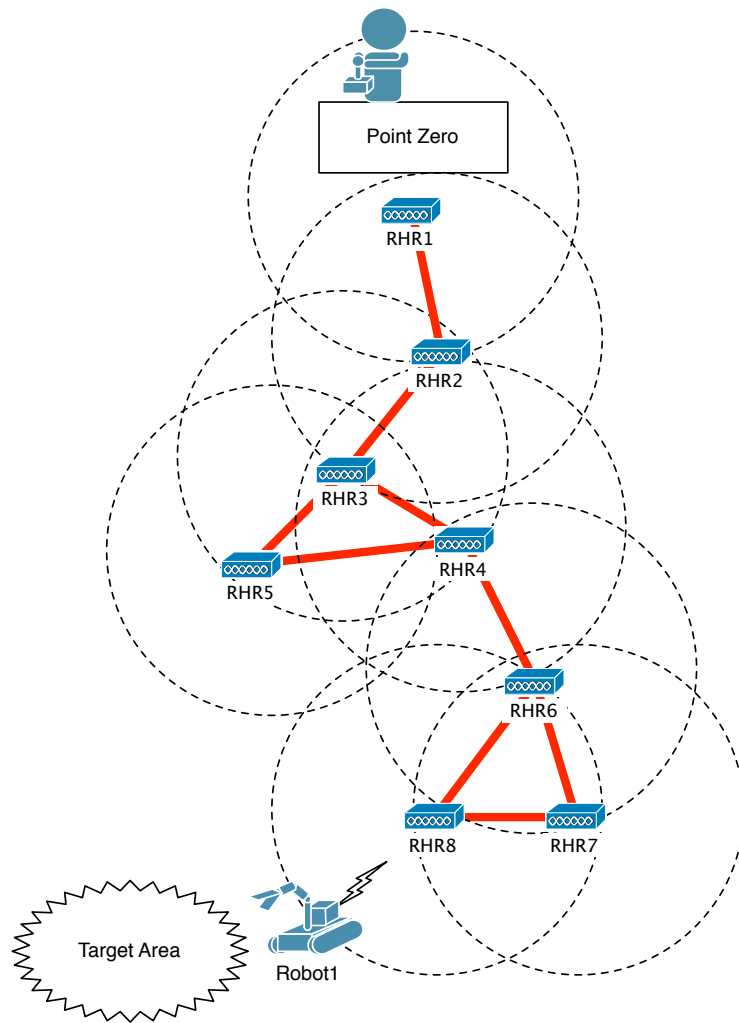 Point Zero
RHR1
RHR2
RHR3
RHR4
RHR5
RHR6
RHR8
RHR7
Target Area
Robot1